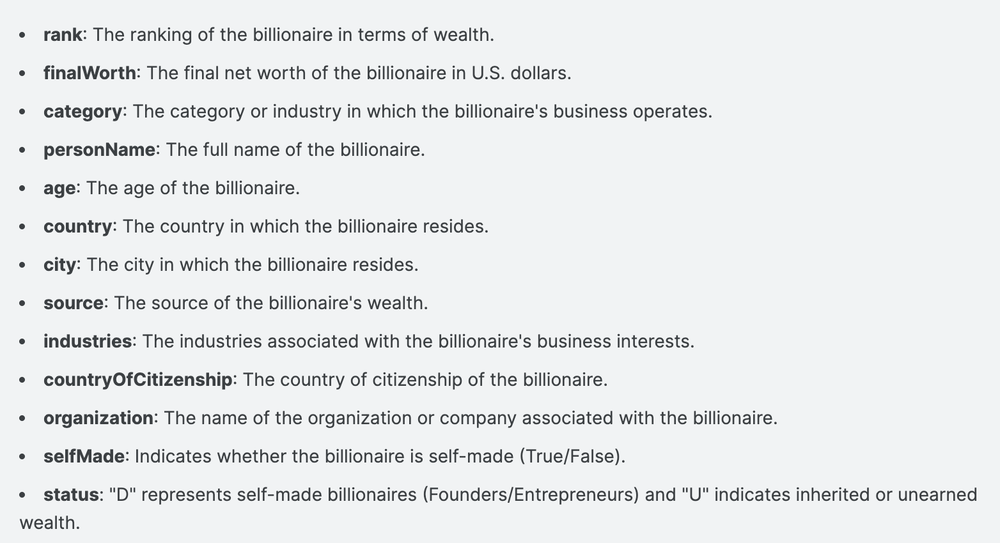 • rank: The ranking of the billionaire in terms of wealth.
• finalWorth: The final net worth of the billionaire in U.S. dollars.
• category: The category or industry in which the billionaire's business operates.
• personName: The full name of the billionaire.
• age: The age of the billionaire.
• country: The country in which the billionaire resides.
• city: The city in which the billionaire resides.
• source: The source of the billionaire's wealth.
• industries: The industries associated with the billionaire's business interests.
• countryOfCitizenship: The country of citizenship of the billionaire.
• organization: The name of the organization or company associated with the billionaire.
• selfMade: Indicates whether the billionaire is self-made (True/False).
• status: "D" represents self-made billionaires (Founders/Entrepreneurs) and "U" indicates inherited or unearned
wealth.